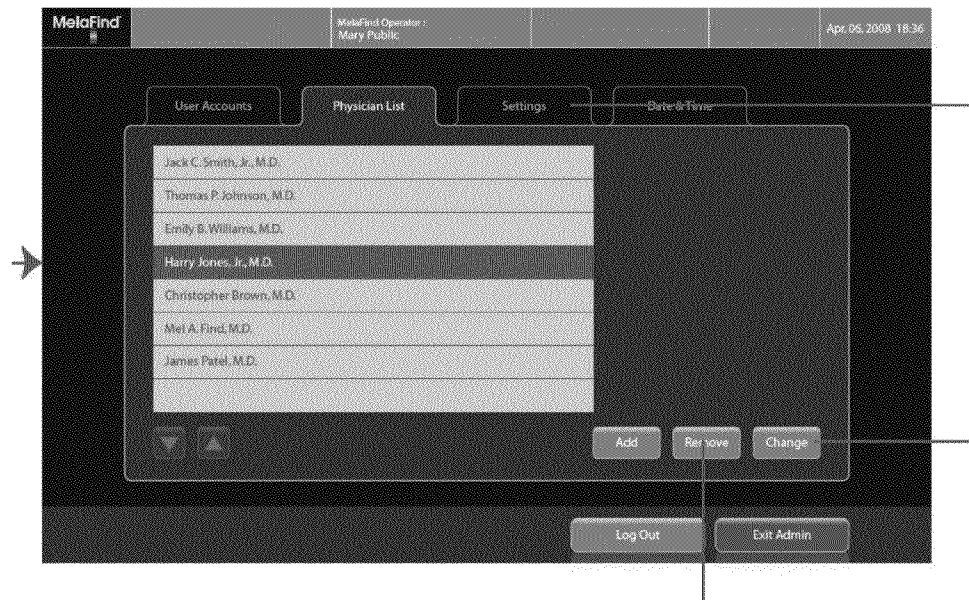 MelaFind
MelaFind Operator :
Mary Public
Apr. 05, 2008 18:36
User Accounts
Physician List
Settings
Date & Time
Jack C. Smith, Jr., M.D.
Thomas P. Johnson, M.D.
Emily B. Williams, M.D.
Harry Jones, Jr., M.D.
Christopher Brown, M.D.
Mel A. Find, M.D.
James Patel, M.D.
Add
Remove
Change
Log Out
Exit Admin